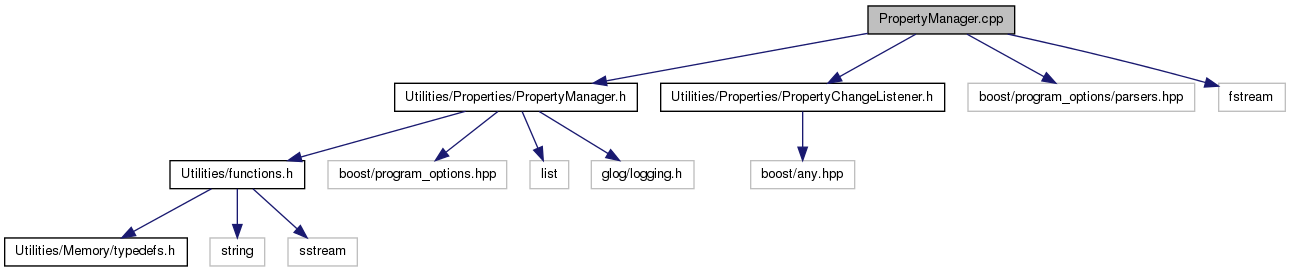 PropertyManager.cpp
Utilities/Properties/PropertyManager.h
Utilities/Properties/PropertyChangeListener.h
boost/program_options/parsers.hpp
fstream
Utilities/functions.h
boost/program_options.hpp
list
glog/logging.h
boost/any.hpp
Utilities/Memory/typedefs.h
string
sstream